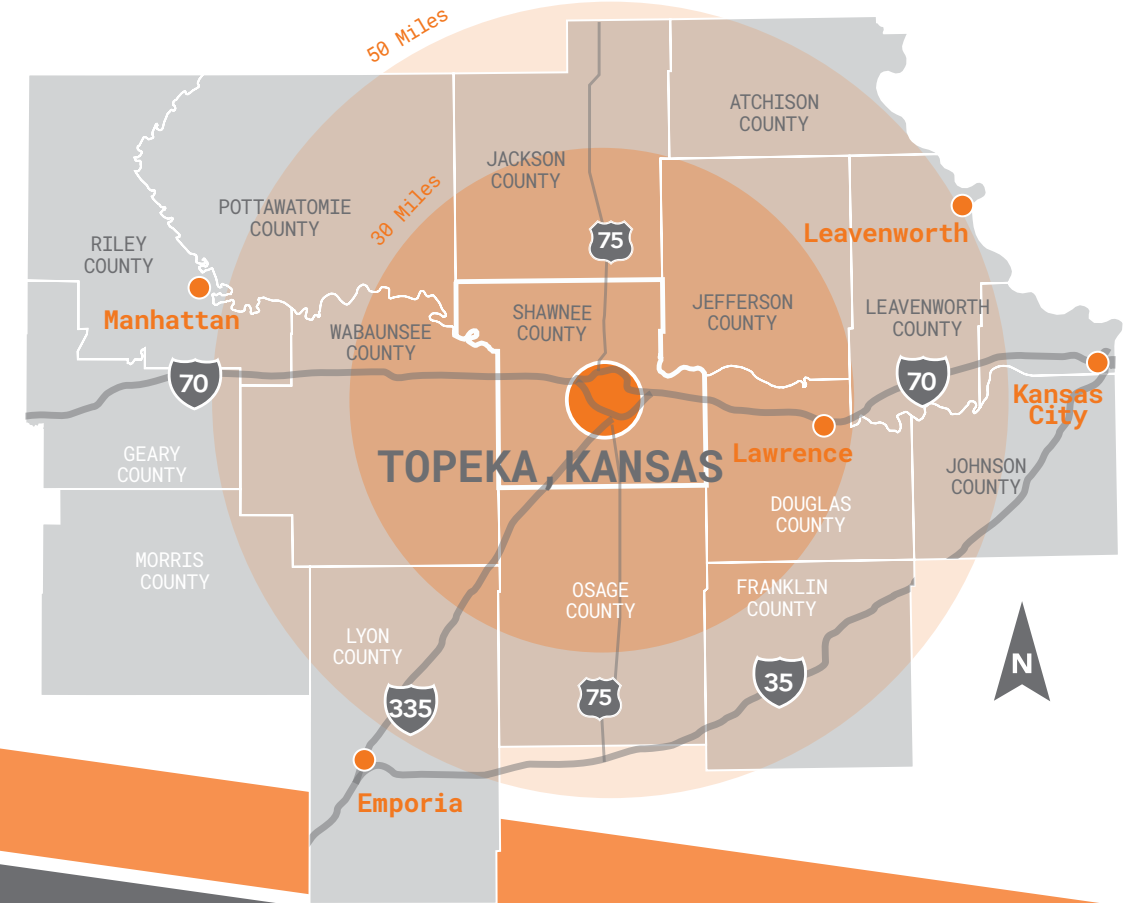 50 Miles
ATCHISON
COUNTY
JACKSON
COUNTY
30 Miles
POTTAWATOMIE
COUNTY
RILEY
COUNTY
75
Leavenworth
Manhattan
SHAWNEE
COUNTY
JEFFERSON
COUNTY
LEAVENWORTH
COUNTY
WABAUNSEE
COUNTY
70
70
Kansas
City
TOPEKA, KANSAS
Lawrence
GEARY
COUNTY
JOHNSON
COUNTY
DOUGLAS
COUNTY
MORRIS
COUNTY
OSAGE
COUNTY
FRANKLIN
COUNTY
LYON
COUNTY
N
335
75
35
Emporia